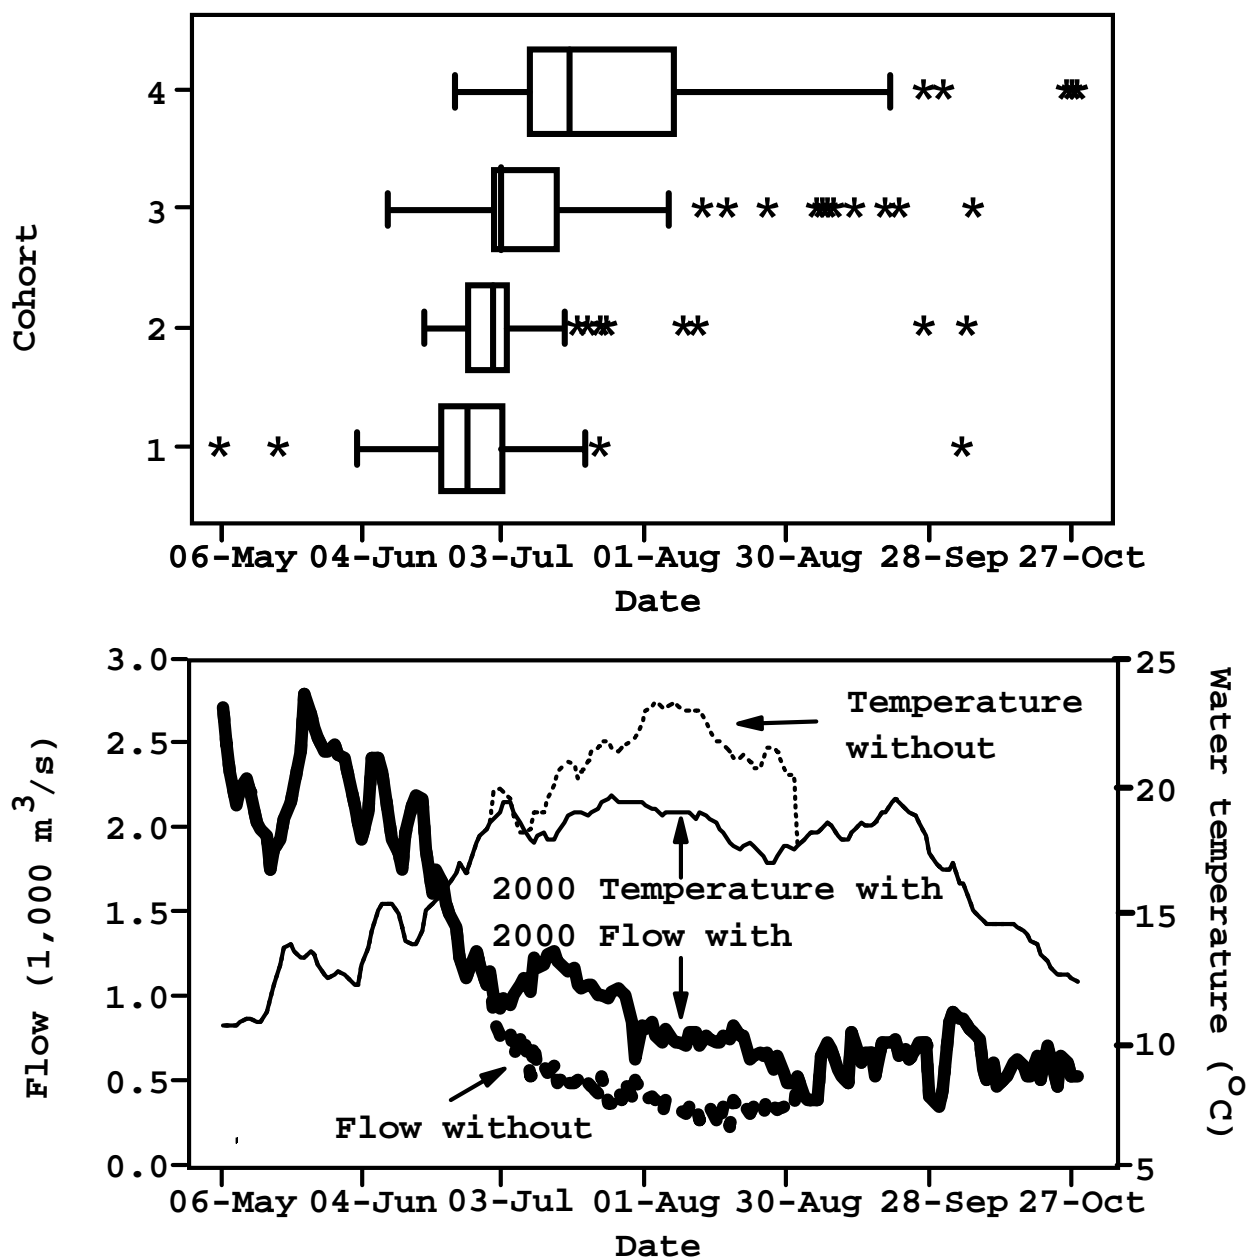 Cohort
4
3
2
1
06-May 04-Jun 03-Jul 01-Aug 30-Aug 28-Sep 27-Oct
Date
Flow (1,000 m3/s)
3.0
2.5
2.0
1.5
1.0
0.5
0.0
Temperature
without
2000 Temperature with
2000 Flow with
Flow without
25
20
15
10
5
Water temperature (OC)
06-May 04-Jun 03-Jul 01-Aug 30-Aug 28-Sep 27-Oct
Date